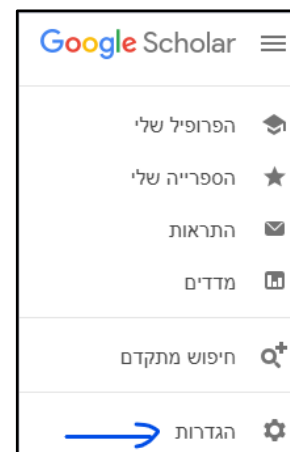 Google Scholar
הפרופיל שלי
הספרייה שלי
התראות
מדדים
חיפוש מתקדם
הגדרות